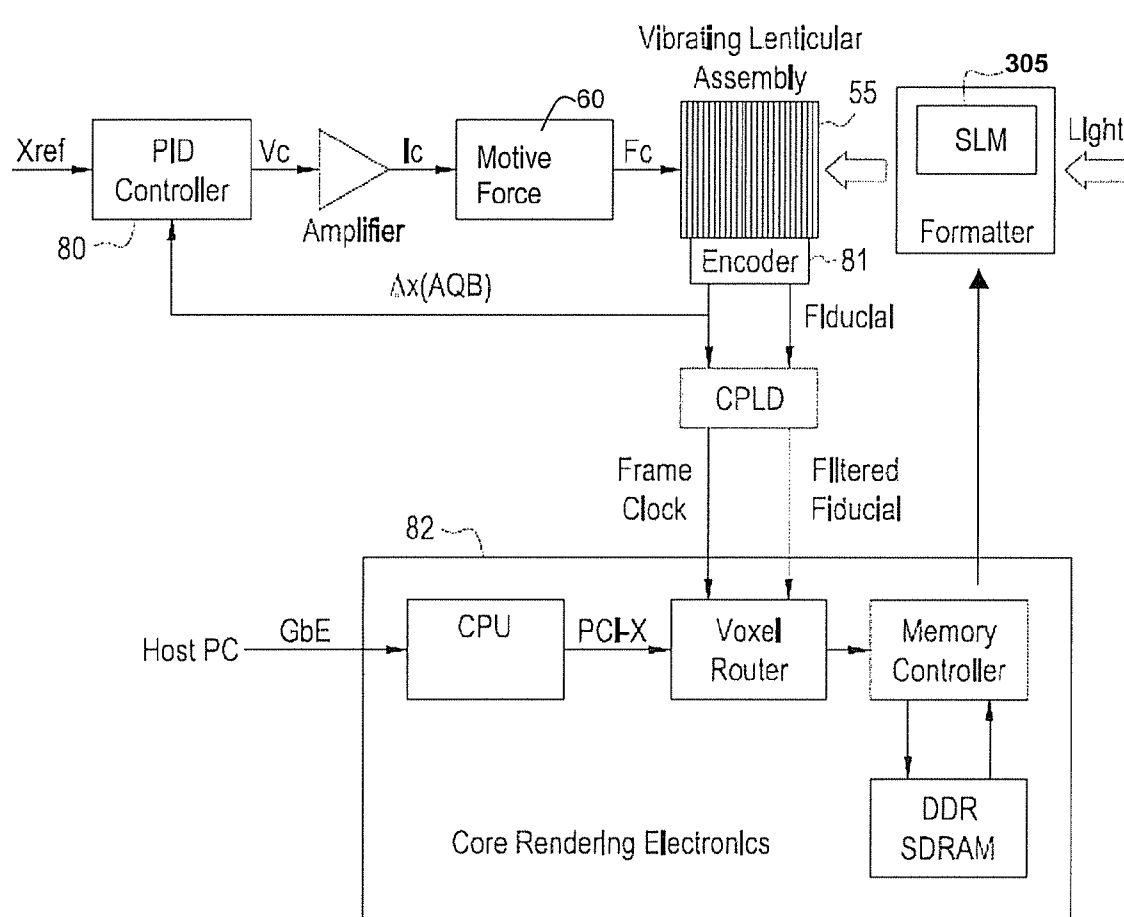 Vibrating Lenticular
Assembly
305
60
55
Xref
PID
Controller
Vc
Ic
Motive
Force
Fc
SLM
Light
Formatter
80
Amplifier
Encoder
81
Δx(AQB)
Fiducial
CPLD
Frame
Clock
Filtered
Fiducial
82
Host PC
GbE
CPU
PCI-X
Voxel
Router
Memory
Controller
DDR
SDRAM
Core Rendering Electronics